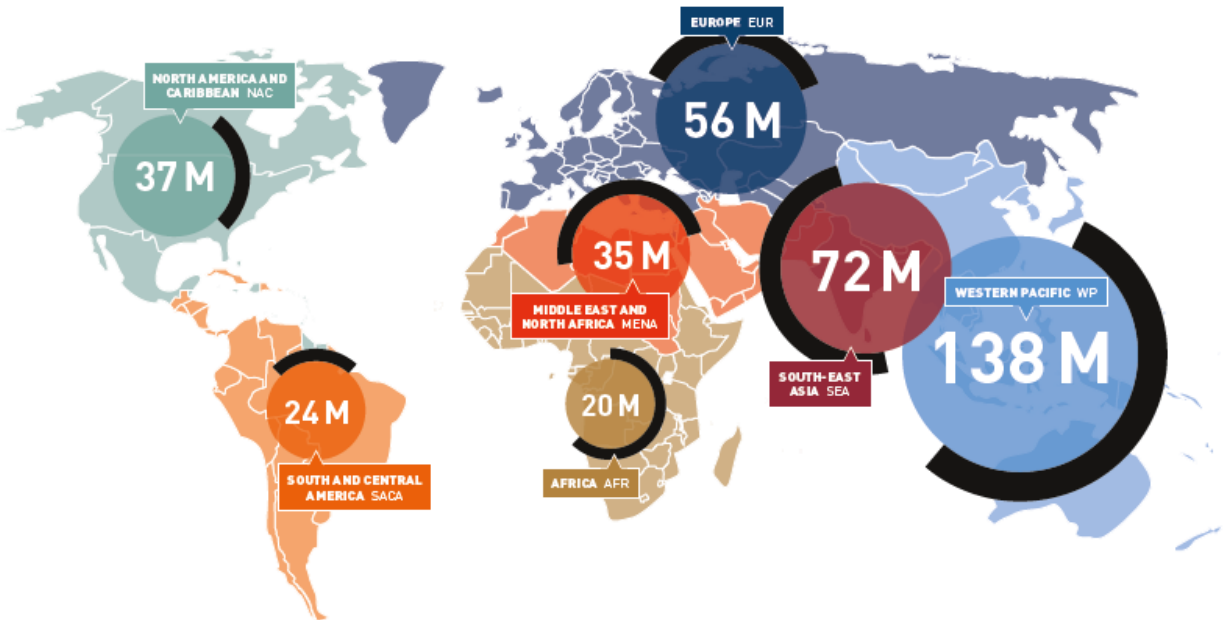 EUROPE EUR
56 M
NORTH AMERICA AND
CARIBBEAN NAC
37 M
35 M
MIDDLE EAST AND
NORTH AFRICA MENA
72 M
SOUTH-EAST
ASIA SEA
WESTERN PACIFIC WP
138 M
24 M
SOUTH AND CENTRAL
AMERICA SACA
20 M
AFRICA AFR